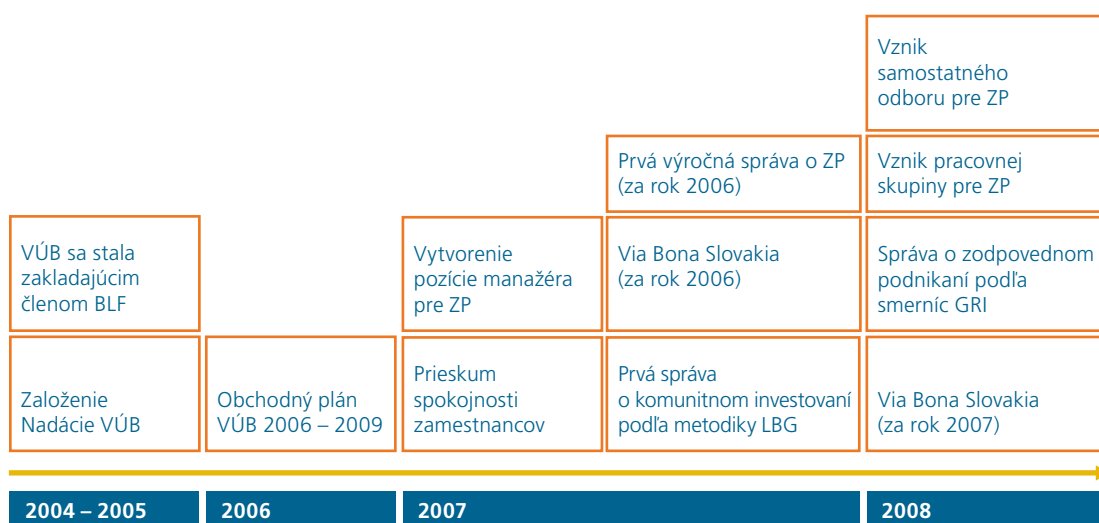 Vznik
samostatného
odboru pre ZP
Prvá výročná správa o ZP
(za rok 2006)
Vznik pracovnej
skupiny pre ZP
VÚB sa stala
zakladajúcim
členom BLF
Vytvorenie
pozície manažéra
pre ZP
Via Bona Slovakia
(za rok 2006)
Správa o zodpovednom
podnikaní podľa
smerníc GRI
Založenie
Nadácie VÚB
Obchodný plán
VÚB 2006 – 2009
Prieskum
spokojnosti
zamestnancov
Prvá správa
o komunitnom investovaní
podľa metodiky LBG
Via Bona Slovakia
(za rok 2007)
2004 – 2005
2006
2007
2008